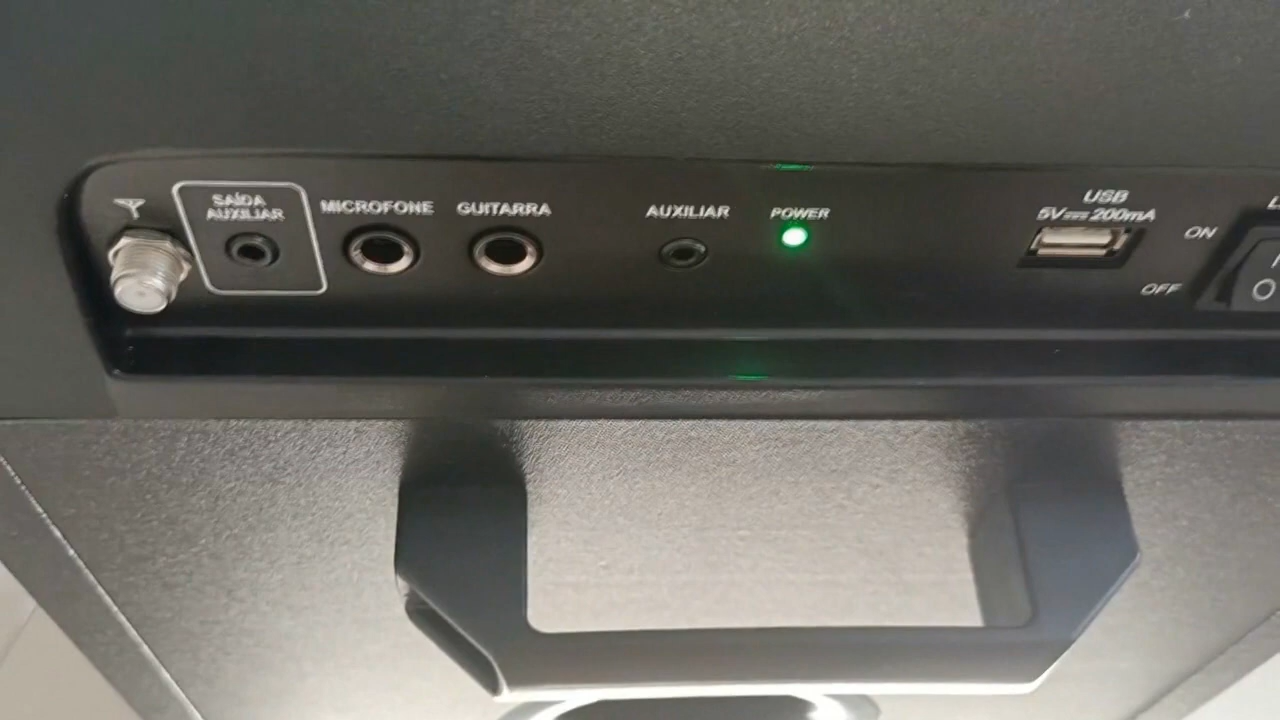 SAÍDA
AUXILIAR
MICROFONE
GUITARRA
AUXILIAR
POWER
USB
5V⎓200mA
ON
OFF